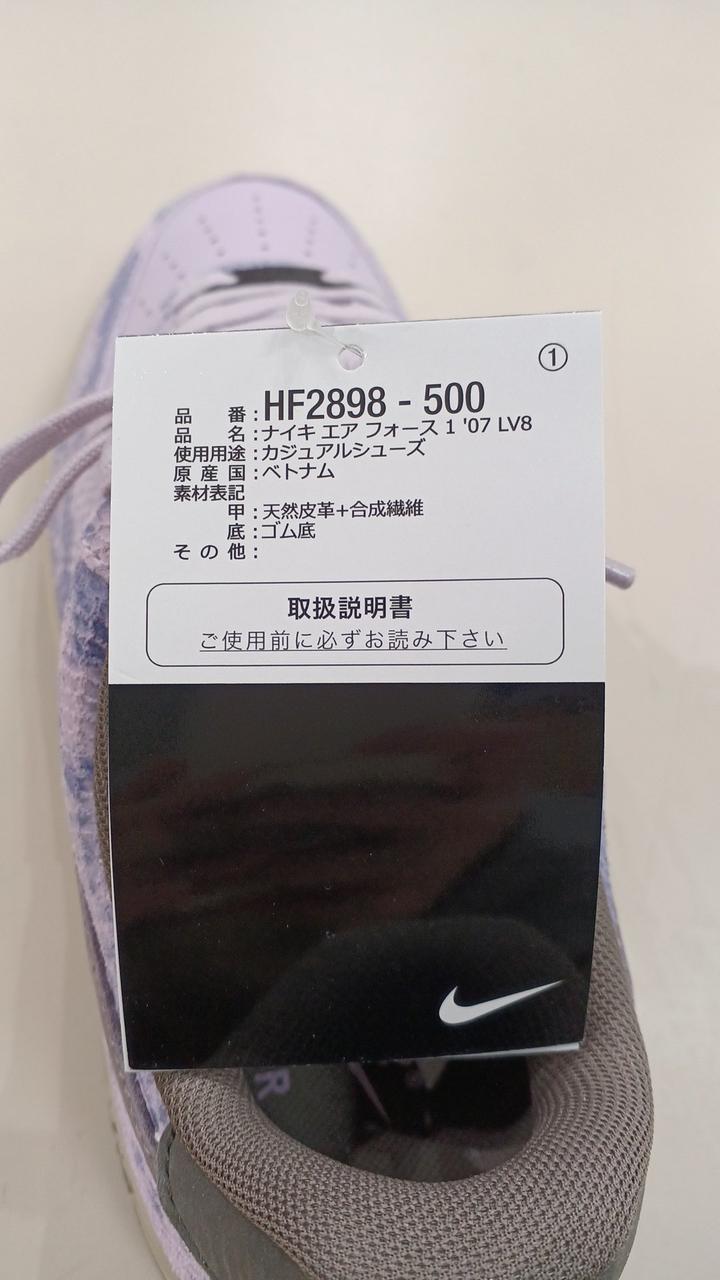 ①
品番:HF2898 - 500
品名:ナイキ エア フォース 1 '07 LV8
使用用途:カジュアルシューズ
原産国:ベトナム
素材表記
甲:天然皮革+合成繊維
底:ゴム底
その他:
取扱説明書
ご使用前に必ずお読み下さい